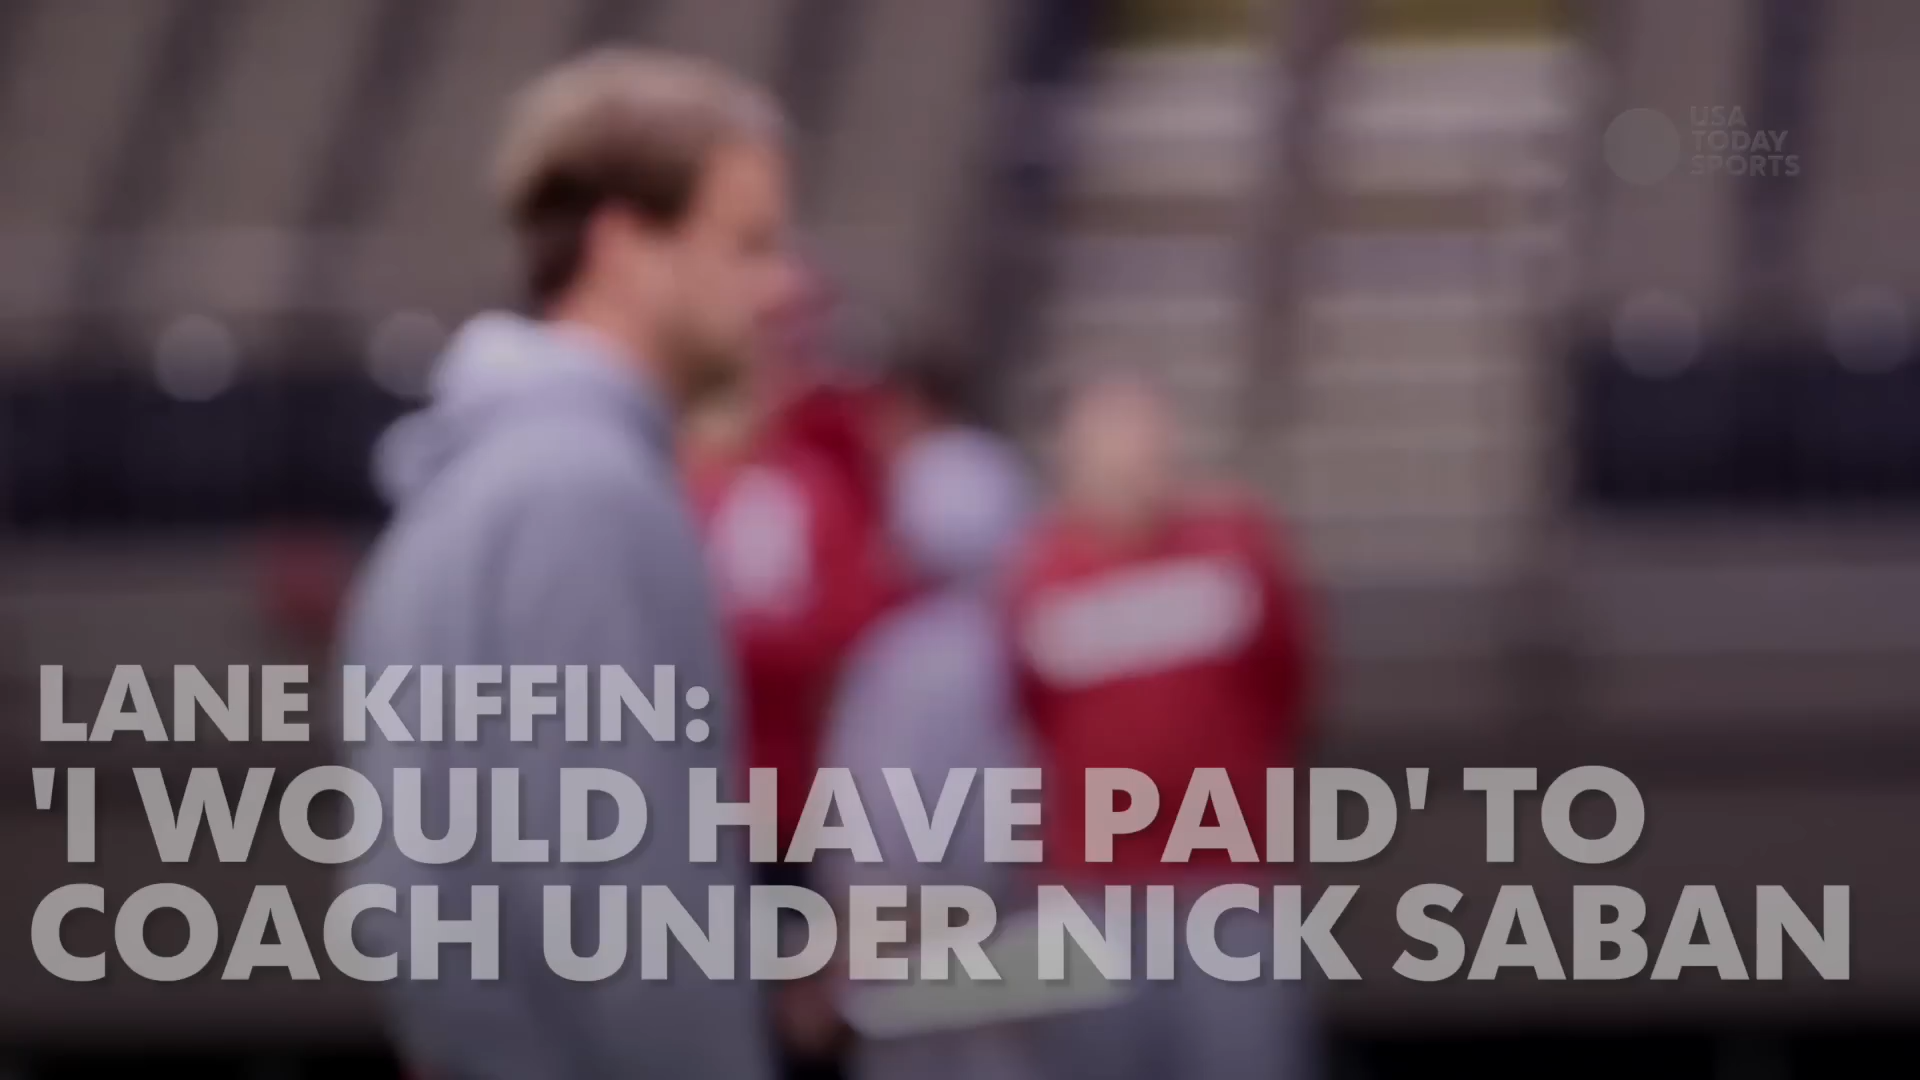 USA
TODAY
SPORTS
LANE KIFFIN:
'I WOULD HAVE PAID' TO
COACH UNDER NICK SABAN